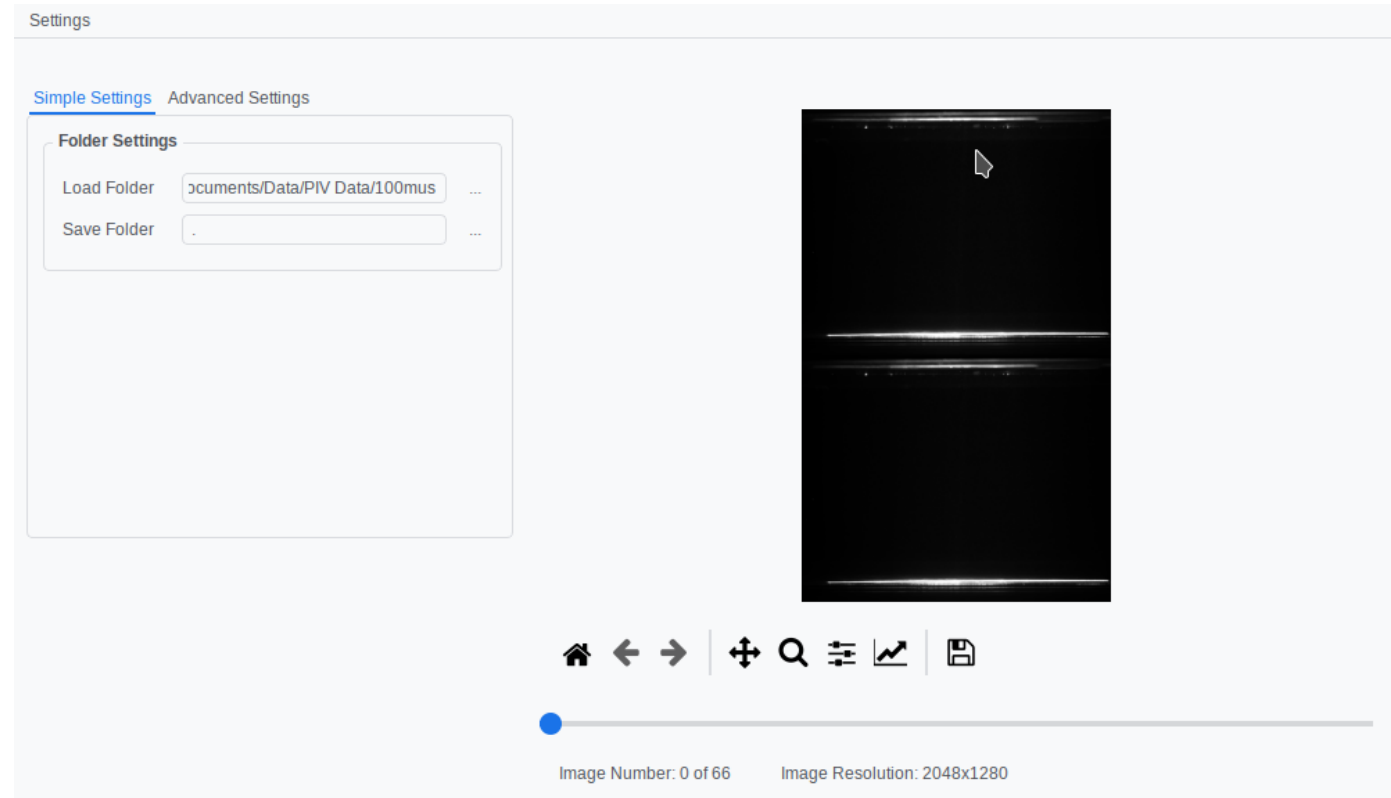 Settings
Simple Settings Advanced Settings
Folder Settings
Load Folder ocuments/Data/PIV Data/100mus ...
Save Folder . ...
Image Number: 0 of 66 Image Resolution: 2048x1280